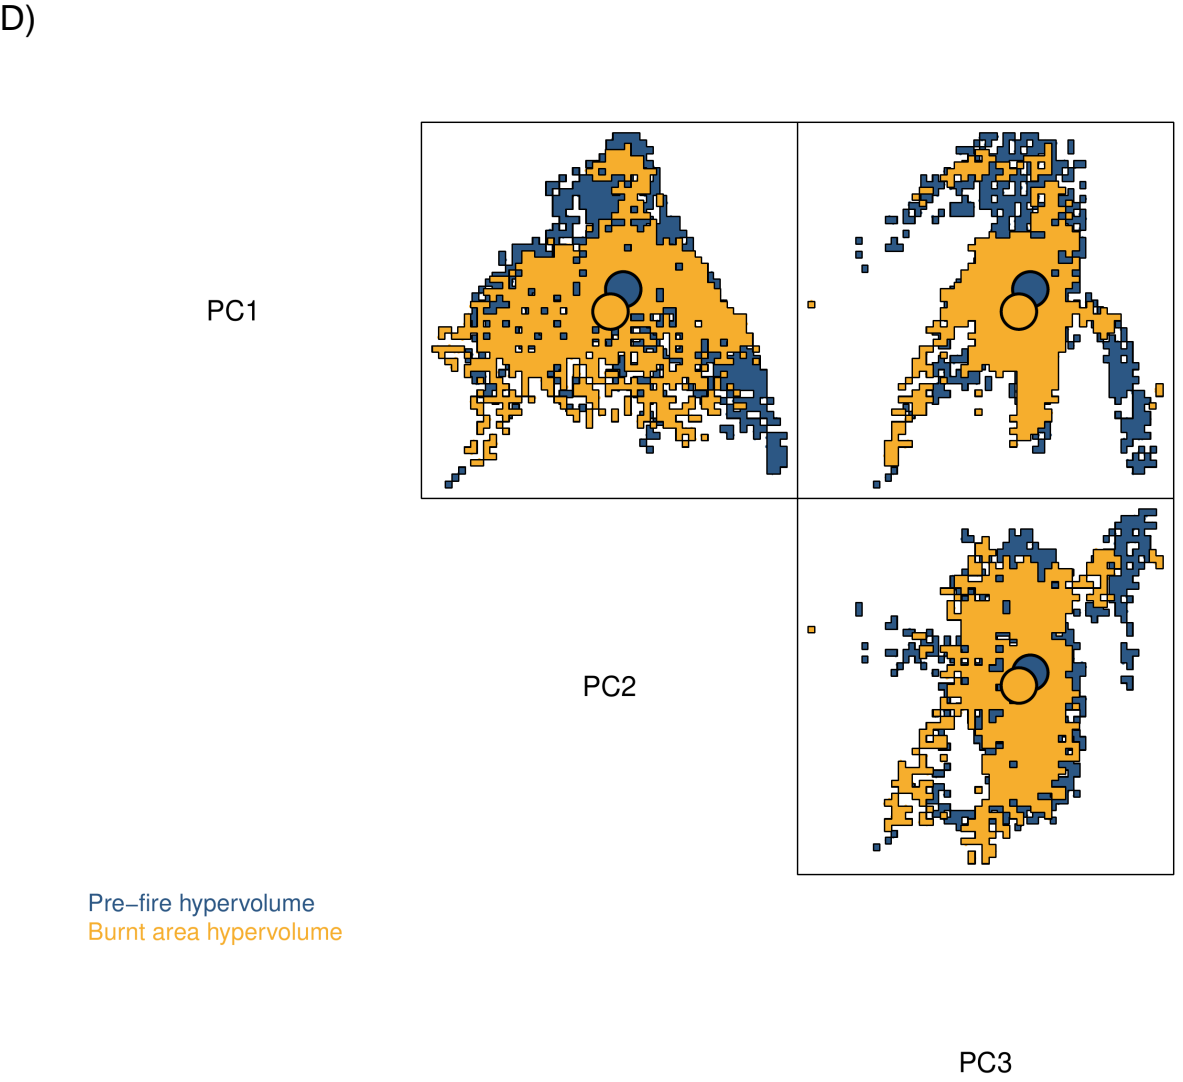 D)
PC1
PC2
Pre−fire hypervolume
Burnt area hypervolume
PC3